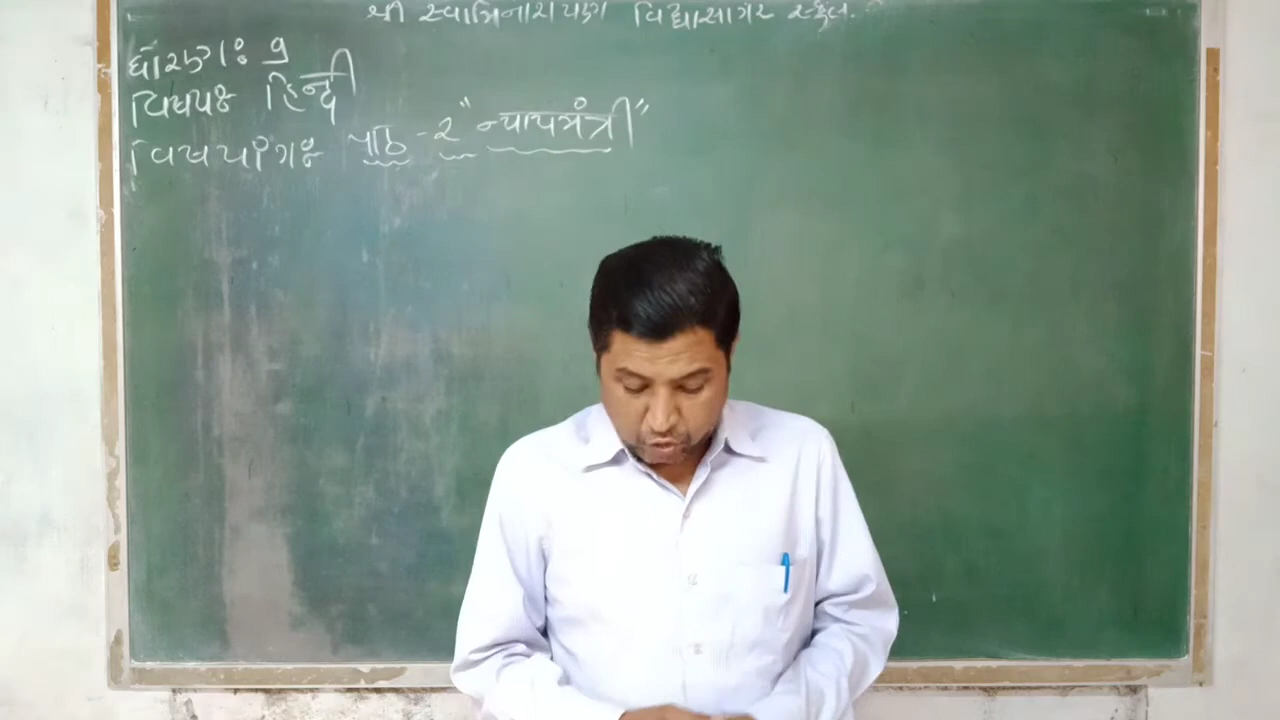 શ્રી સ્વામિનારાયણ વિદ્યાસાગર સ્કુલ.
ધોરણઃ ૭
વિષયઃ हिन्दी
વિષયાંગઃ पाठ - २ "न्यायमंत्री"